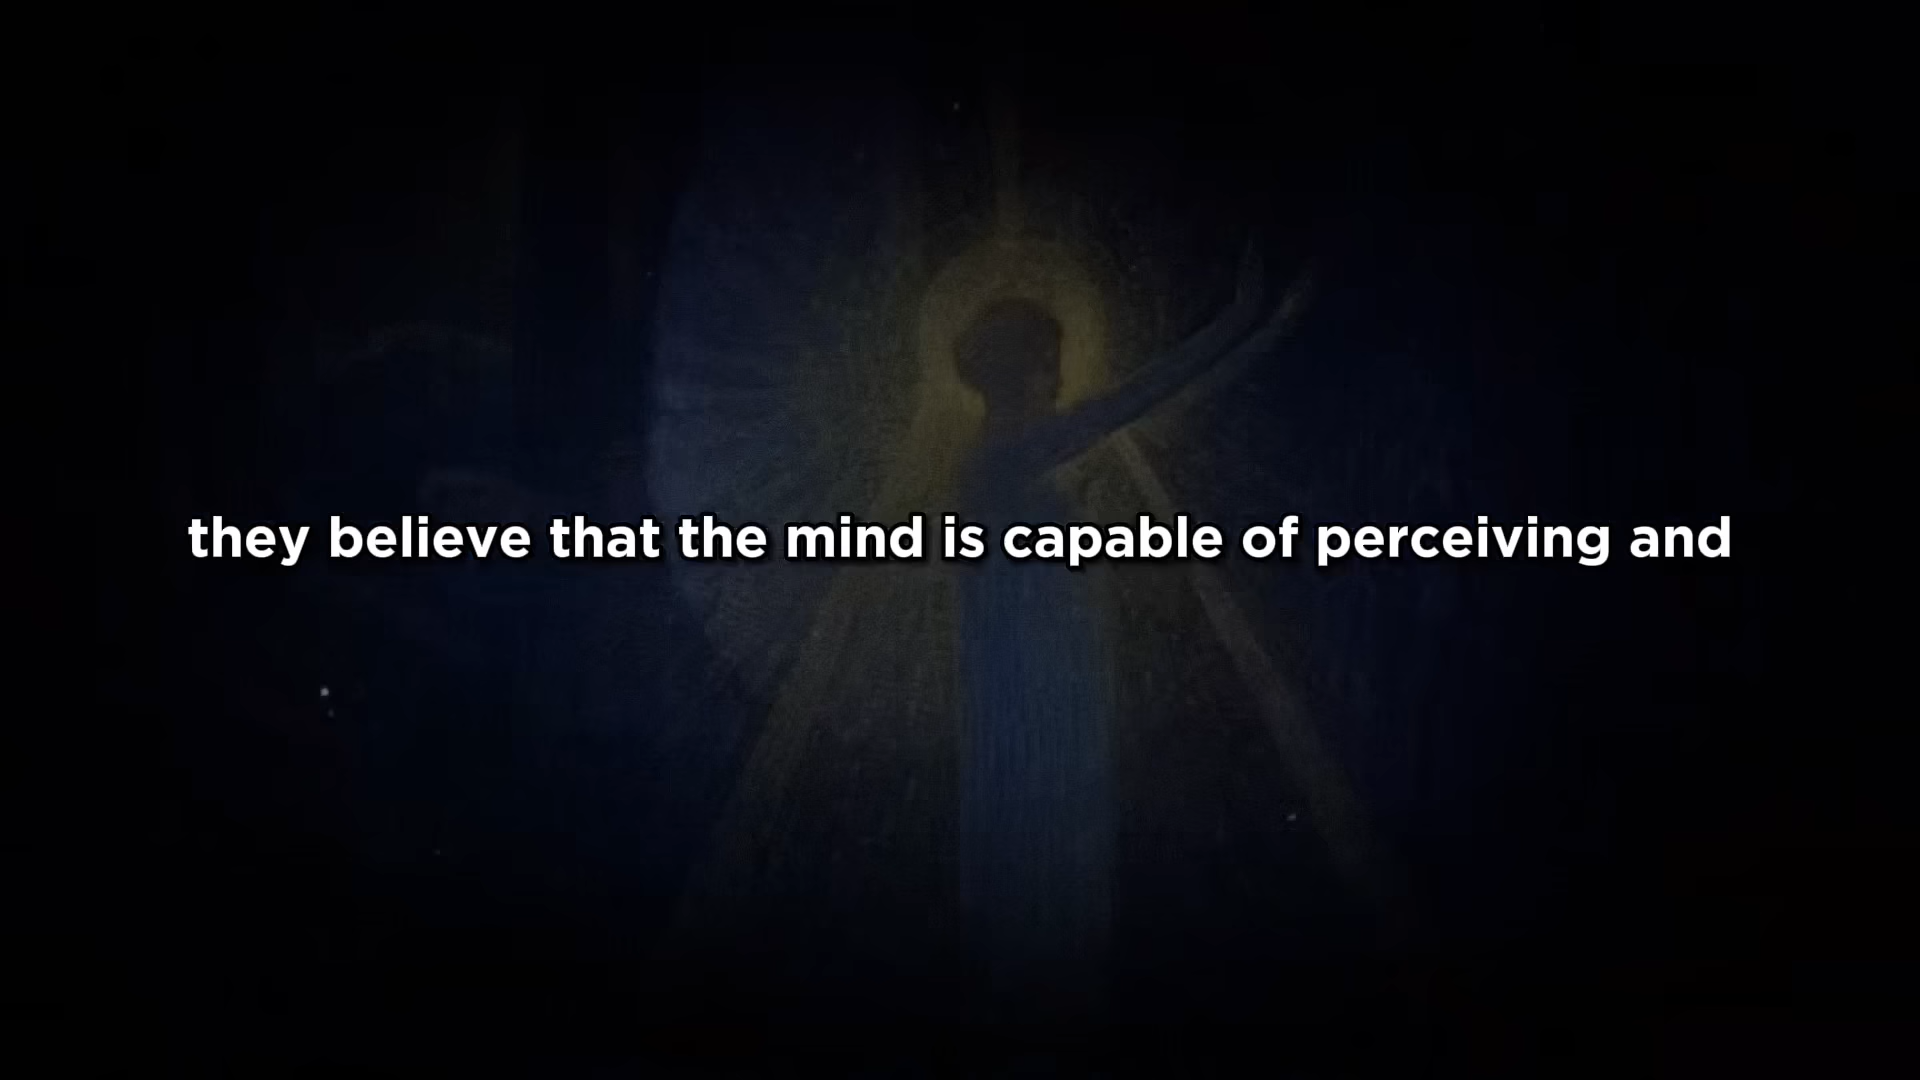 they believe that the mind is capable of perceiving and